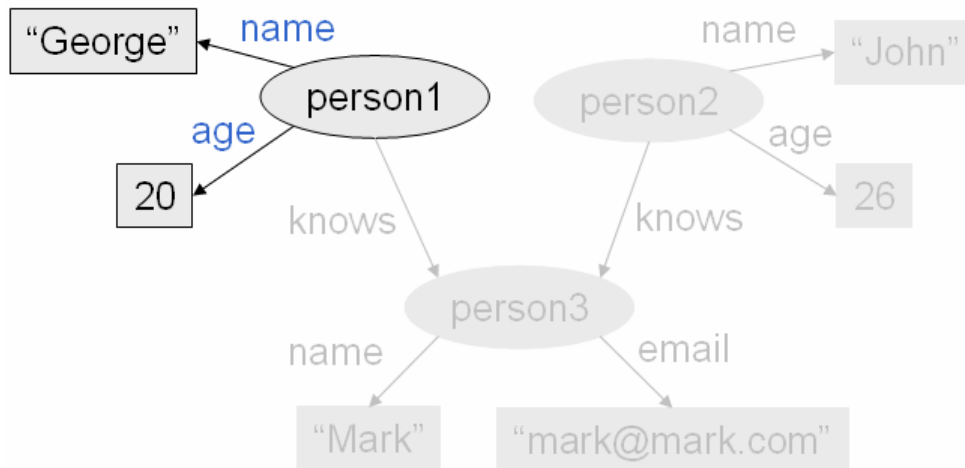 “George”
name
person1
age
20
name
“John”
person2
age
26
knows
knows
person3
name
email
“Mark”
“mark@mark.com”